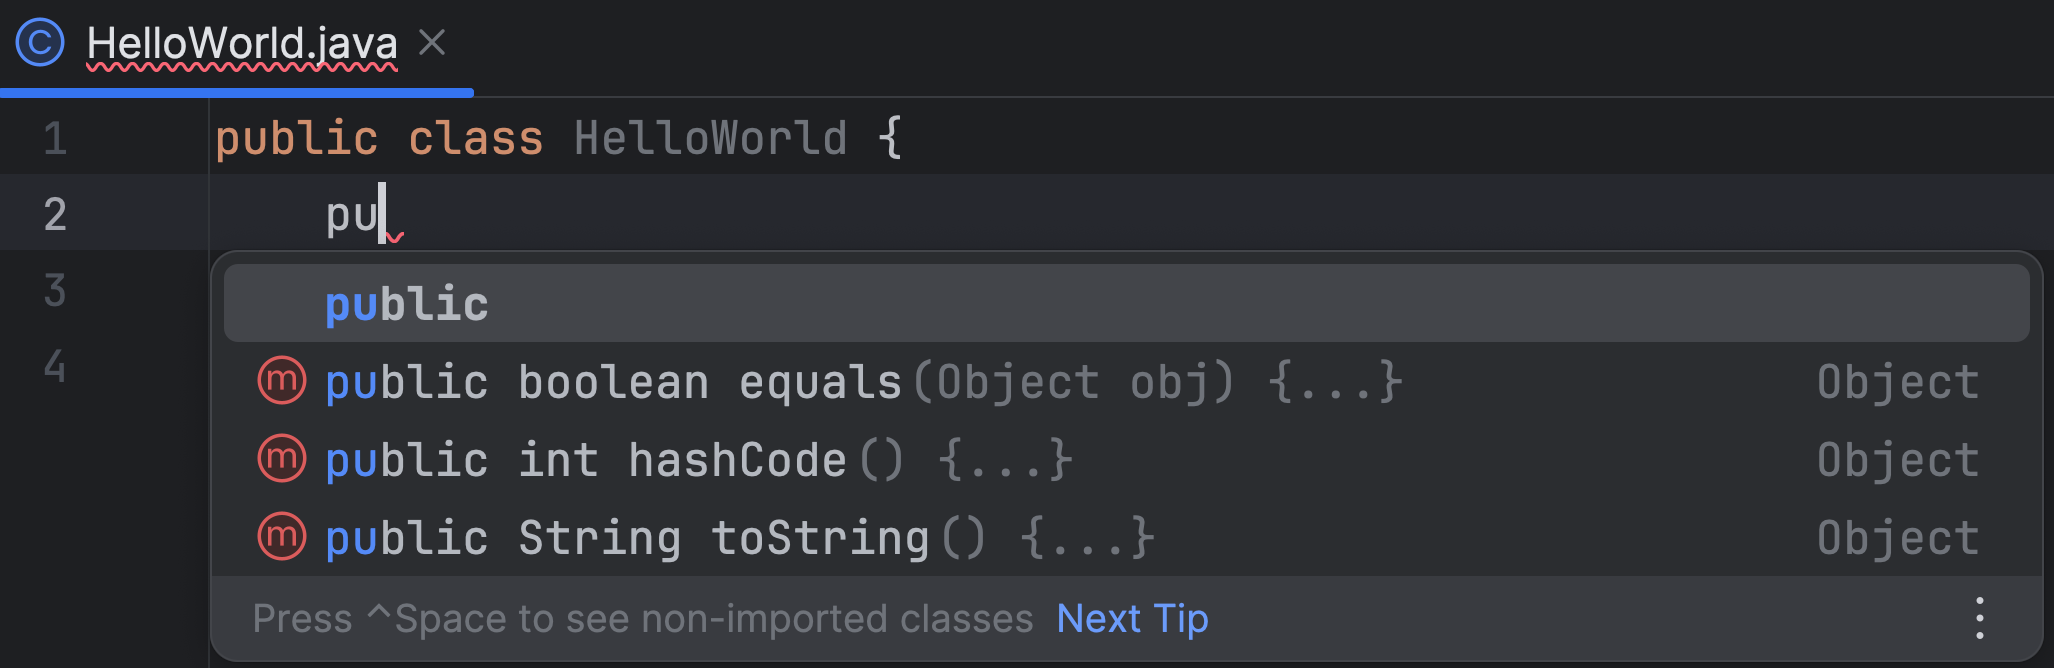 C HelloWorld.java
1 public class HelloWorld {
2 pu
3
4
public
m public boolean equals(Object obj) {...} Object
m public int hashCode() {...} Object
m public String toString() {...} Object
Press ^Space to see non-imported classes Next Tip